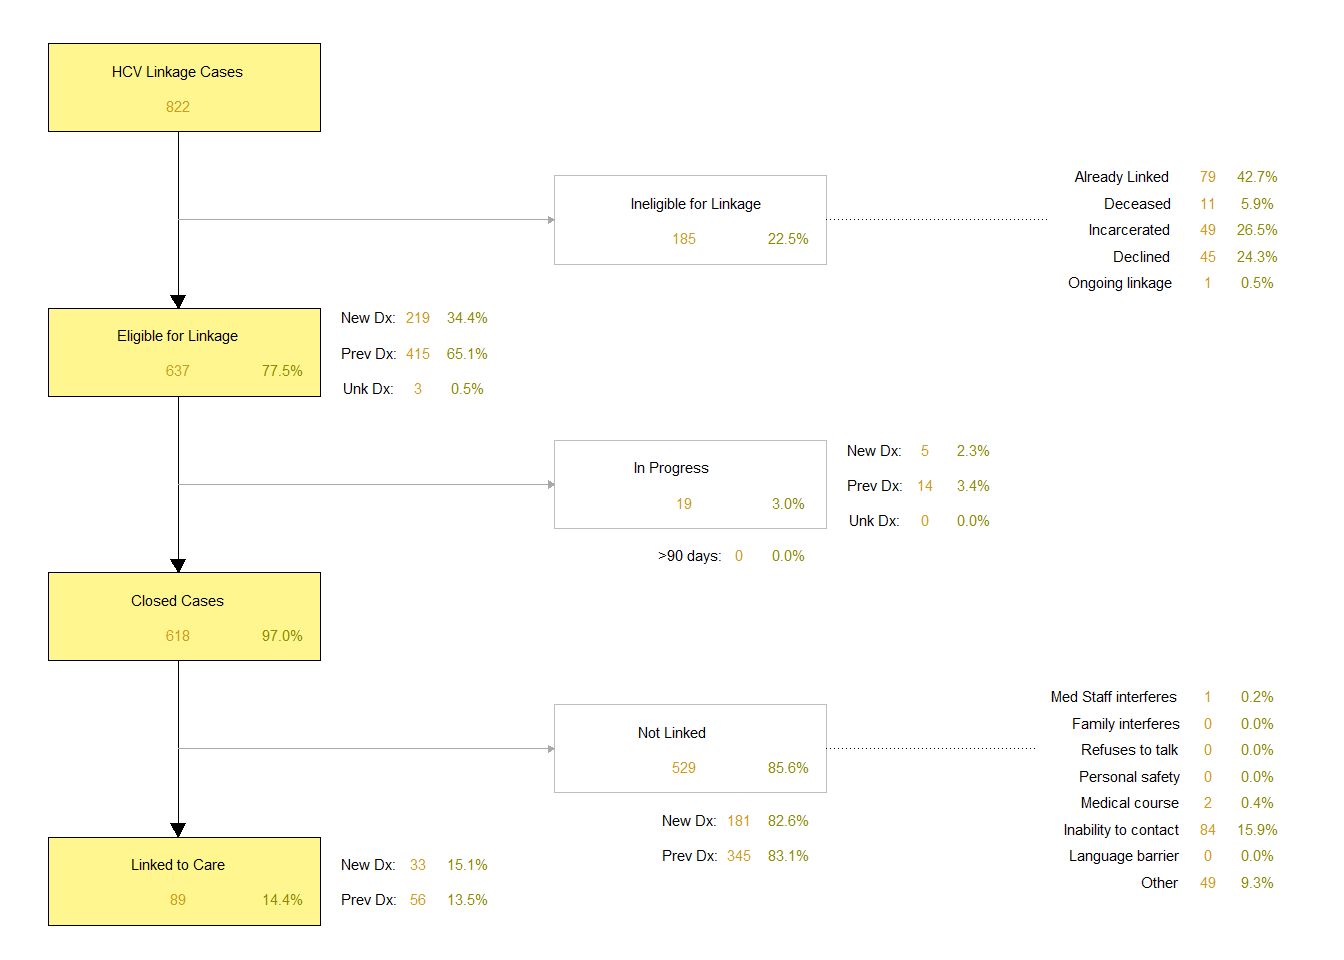 HCV Linkage Cases
822
Ineligible for Linkage
185 22.5%
Already Linked 79 42.7%
Deceased 11 5.9%
Incarcerated 49 26.5%
Declined 45 24.3%
Ongoing linkage 1 0.5%
Eligible for Linkage
637 77.5%
New Dx: 219 34.4%
Prev Dx: 415 65.1%
Unk Dx: 3 0.5%
In Progress
19 3.0%
New Dx: 5 2.3%
Prev Dx: 14 3.4%
Unk Dx: 0 0.0%
>90 days: 0 0.0%
Closed Cases
618 97.0%
Not Linked
529 85.6%
New Dx: 181 82.6%
Prev Dx: 345 83.1%
Med Staff interferes 1 0.2%
Family interferes 0 0.0%
Refuses to talk 0 0.0%
Personal safety 0 0.0%
Medical course 2 0.4%
Inability to contact 84 15.9%
Language barrier 0 0.0%
Other 49 9.3%
Linked to Care
89 14.4%
New Dx: 33 15.1%
Prev Dx: 56 13.5%